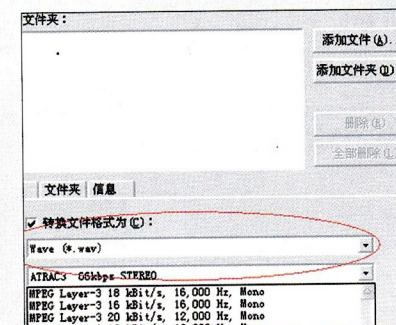 文件夹：
添加文件(A).
添加文件夹(D)
删除(R)
全部删除(L
文件夹 信息
转换文件格式为(C)：
Wave (*.wav)
ATRAC3 66kbps STEREO
MPEG Layer-3 18 kBit/s, 16,000 Hz, Mono
MPEG Layer-3 16 kBit/s, 16,000 Hz, Mono
MPEG Layer-3 20 kBit/s, 12,000 Hz, Mono